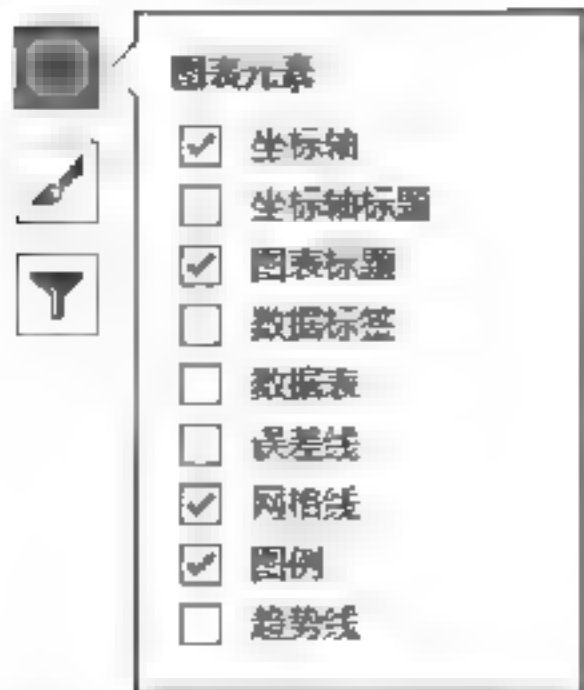 图表元素
坐标轴
坐标轴标题
图表标题
数据标签
数据表
误差线
网格线
图例
趋势线